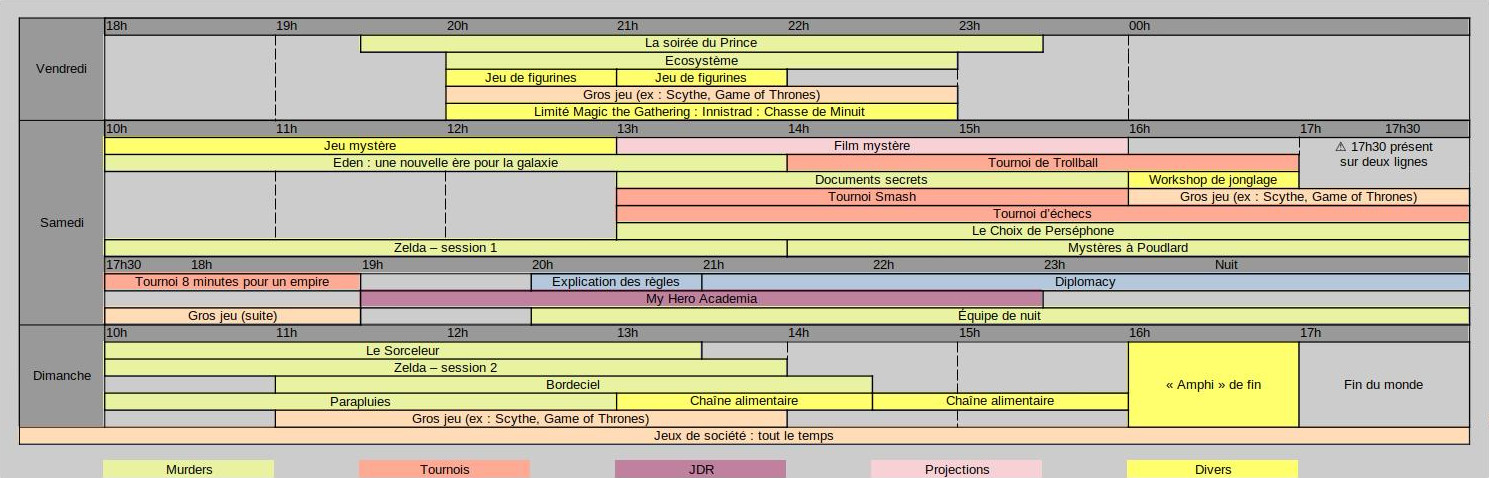 18h 19h 20h 21h 22h 23h 00h
La soirée du Prince
Ecosystème
Vendredi
Jeu de figurines Jeu de figurines
Gros jeu (ex : Scythe, Game of Thrones)
Limité Magic the Gathering : Innistrad : Chasse de Minuit
10h 11h 12h 13h 14h 15h 16h 17h 17h30
Jeu mystère Film mystère ⚠ 17h30 présent
Eden : une nouvelle ère pour la galaxie Tournoi de Trollball sur deux lignes
Documents secrets Workshop de jonglage
Tournoi Smash Gros jeu (ex : Scythe, Game of Thrones)
Tournoi d'échecs
Samedi
Le Choix de Perséphone
Zelda – session 1 Mystères à Poudlard
17h30 18h 19h 20h 21h 22h 23h Nuit
Tournoi 8 minutes pour un empire Explication des règles Diplomacy
My Hero Academia
Gros jeu (suite) Équipe de nuit
10h 11h 12h 13h 14h 15h 16h 17h
Le Sorceleur
Zelda – session 2
Dimanche
Bordeciel « Amphi » de fin Fin du monde
Parapluies Chaîne alimentaire Chaîne alimentaire
Gros jeu (ex : Scythe, Game of Thrones)
Jeux de société : tout le temps
Murders Tournois JDR Projections Divers